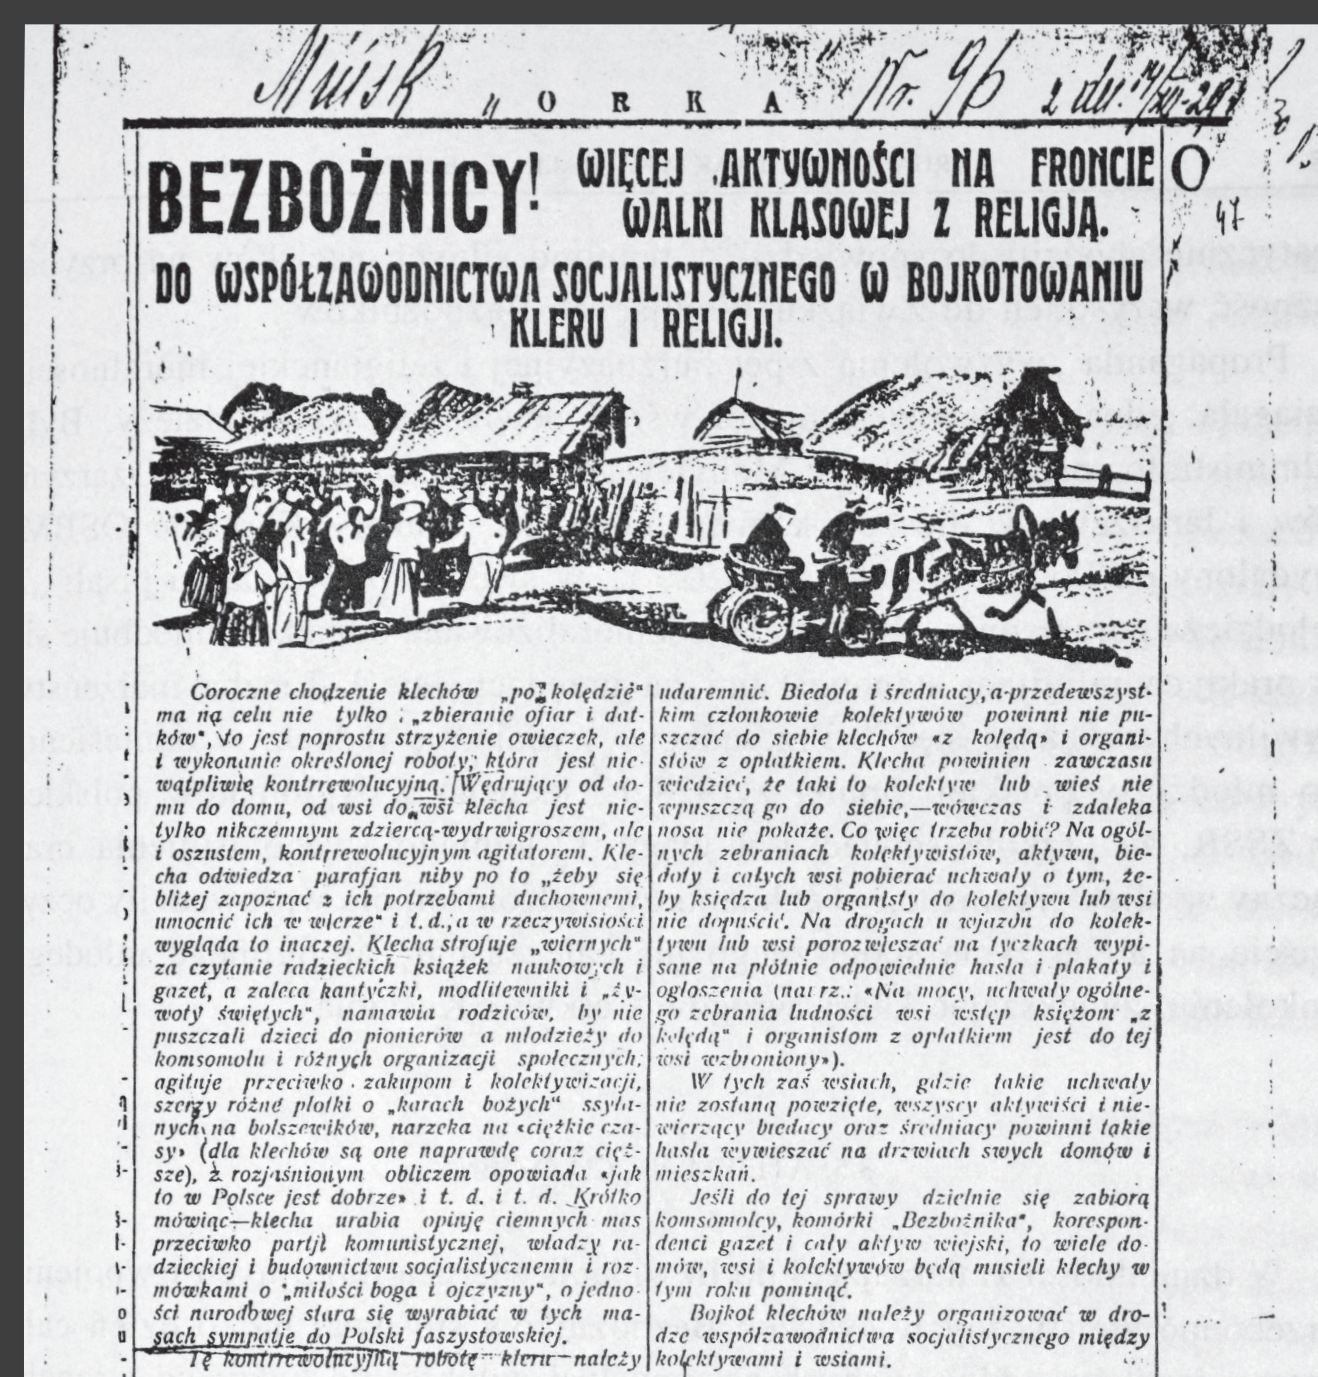 Mińsk „ORKA" Nr. 96 z dn. 14/XII-29
BEZBOŻNICY! WIĘCEJ AKTYWNOŚCI NA FRONCIE
WALKI KLASOWEJ Z RELIGJĄ.
47
DO WSPÓŁZAWODNICTWA SOCJALISTYCZNEGO W BOJKOTOWANIU
KLERU I RELIGJI.
Coroczne chodzenie klechów „po kolędzie"
ma na celu nie tylko „zbieranie ofiar i dat-
ków", to jest poprostu strzyżenie owieczek, ale
i wykonanie określonej roboty, która jest nie-
wątpliwie kontrrewolucyjną. Wędrujący od do-
mu do domu, od wsi do wsi klecha jest nie-
tylko nikczemnym zdziercą-wydrwigroszem, ale
i oszustem, kontrrewolucyjnym agitatorem. Kle-
cha odwiedza parafjan niby po to „żeby się
bliżej zapoznać z ich potrzebami duchownemi,
umocnić ich w wierze" i t.d., a w rzeczywistości
wygląda to inaczej. Klecha strofuje „wiernych"
za czytanie radzieckich książek naukowych i
gazet, a zaleca kantyczki, modlitewniki i „ży-
woty świętych", namawia rodziców, by nie
puszczali dzieci do pionierów a młodzieży do
komsomołu i różnych organizacji społecznych,
agituje przeciwko zakupom i kolektywizacji,
szerzy różne plotki o „karach bożych" ssyła-
nych na bolszewików, narzeka na «ciężkie cza-
sy» (dla klechów są one naprawdę coraz cięż-
sze), z rozjaśnionym obliczem opowiada «jak
to w Polsce jest dobrze» i t. d. i t. d. Krótko
mówiąc—klecha urabia opinję ciemnych mas
przeciwko partji komunistycznej, władzy ra-
dzieckiej i budownictwu socjalistycznemu i roz-
mówkami o „miłości boga i ojczyzny", o jedno-
ści narodowej stara się wyrabiać w tych ma-
sach sympatje do Polski faszystowskiej.
Tę kontrrewolucyjną robotę kleru należy
udaremnić. Biedota i średniacy, a przedewszyst-
kim członkowie kolektywów powinni nie pu-
szczać do siebie klechów «z kolędą» i organi-
stów z opłatkiem. Klecha powinien zawczasu
wiedzieć, że taki to kolektyw lub wieś nie
wpuszczą go do siebie,—wówczas i zdaleka
nosa nie pokaże. Co więc trzeba robić? Na ogól-
nych zebraniach kolektywistów, aktywu, bie-
doty i całych wsi pobierać uchwały o tym, że-
by księdza lub organisty do kolektywu lub wsi
nie dopuścić. Na drogach u wjazdu do kolek-
tywu lub wsi porozwieszać na tyczkach wypi-
sane na płótnie odpowiednie hasła i plakaty i
ogłoszenia (naprz.: «Na mocy, uchwały ogólne-
go zebrania ludności wsi wstęp księżom „z
kolędą" i organistom z opłatkiem jest do tej
wsi wzbroniony»).
W tych zaś wsiach, gdzie takie uchwały
nie zostaną powzięte, wszyscy aktywiści i nie-
wierzący biedacy oraz średniacy powinni takie
hasła wywieszać na drzwiach swych domów i
mieszkań.
Jeśli do tej sprawy dzielnie się zabiorą
komsomolcy, komórki „Bezbożnika", korespon-
denci gazet i cały aktyw wiejski, to wiele do-
mów, wsi i kolektywów będą musieli klechy w
tym roku pominąć.
Bojkot klechów należy organizować w dro-
dze współzawodnictwa socjalistycznego między
kolektywami i wsiami.